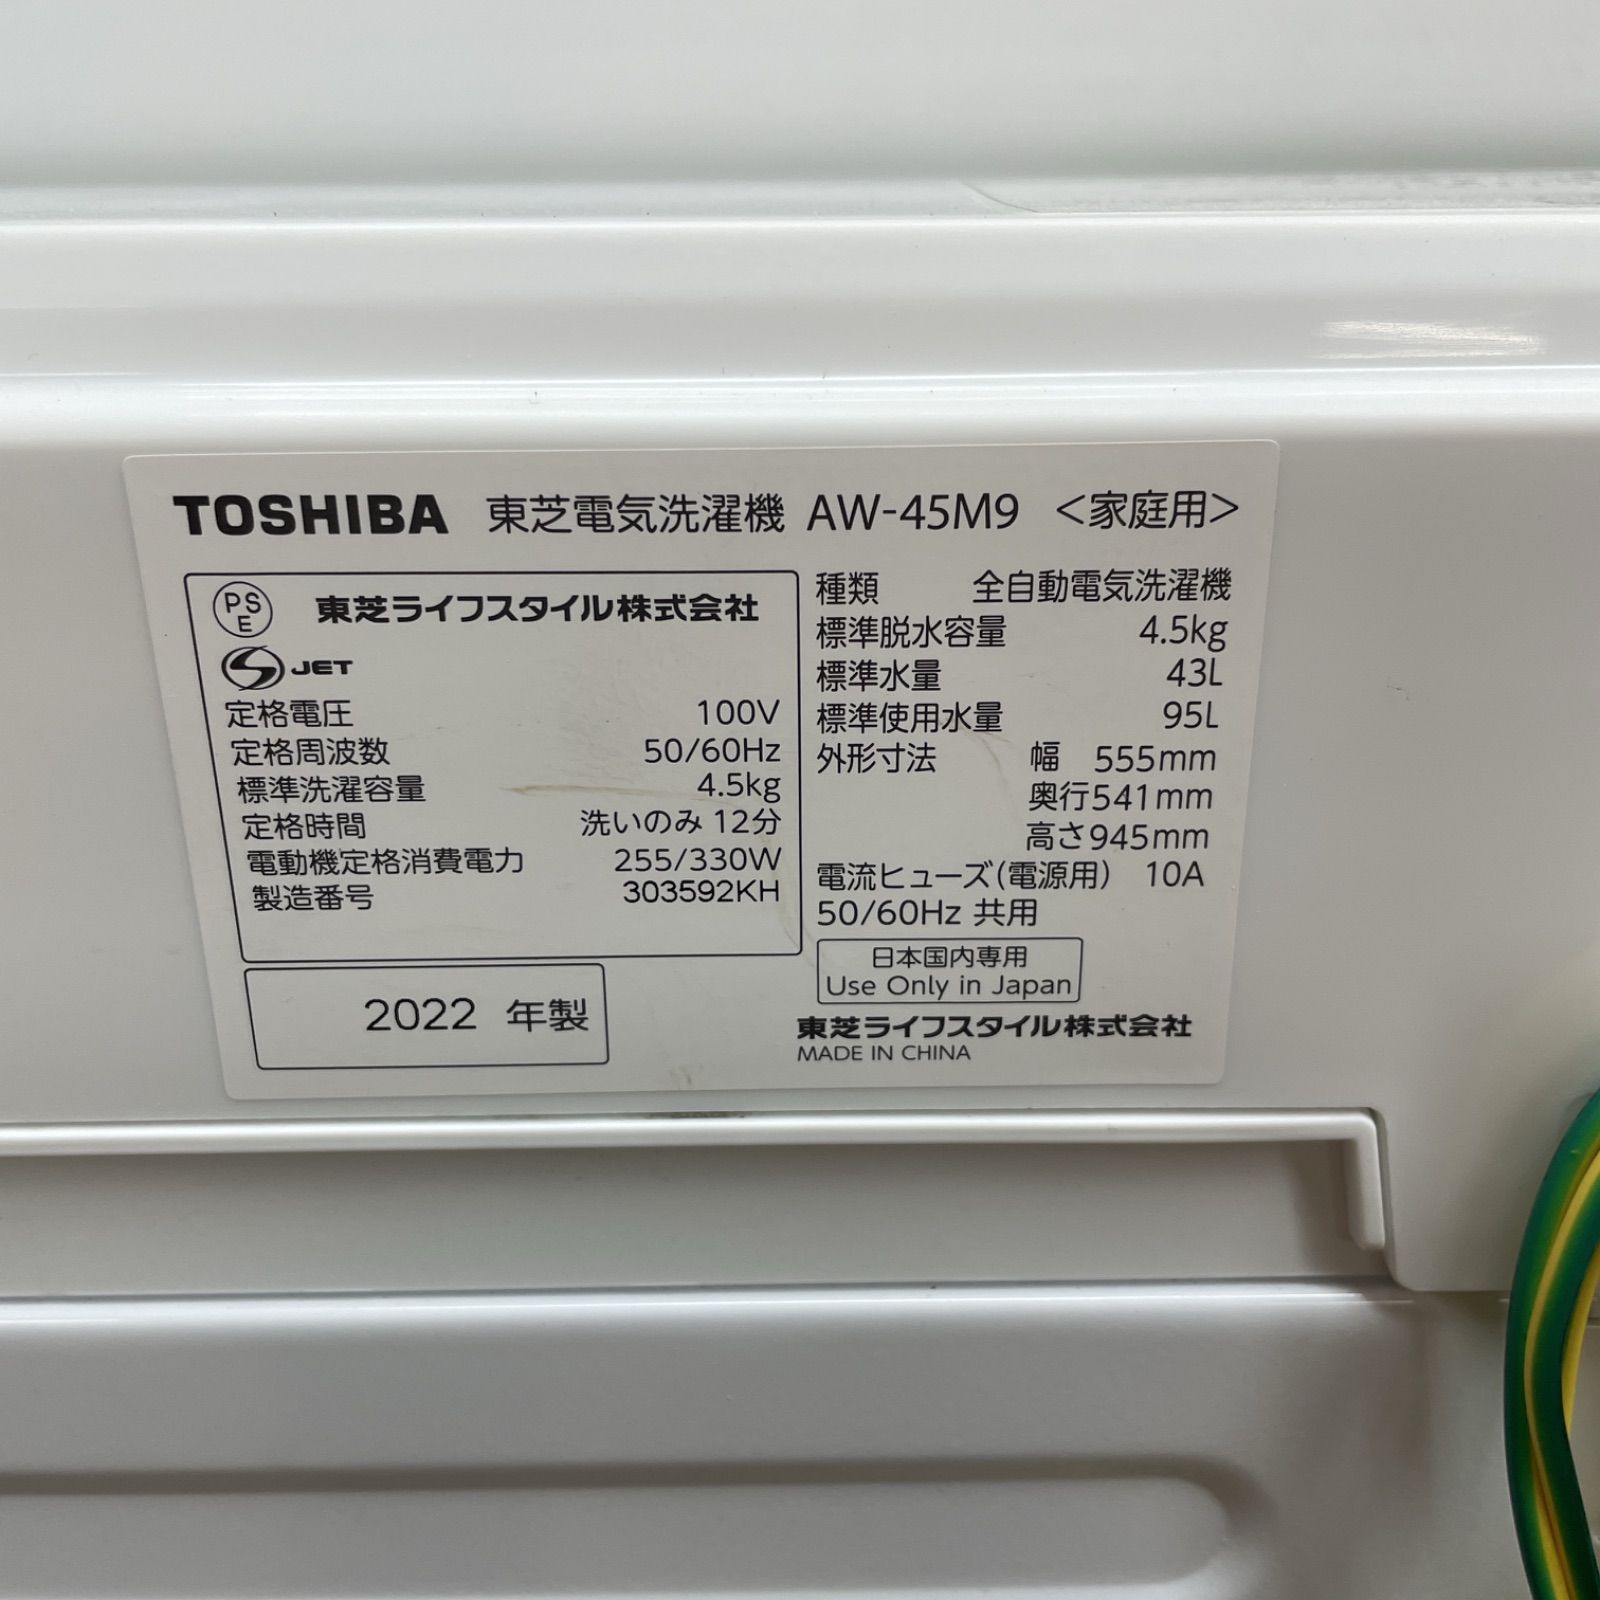 TOSHIBA 東芝電気洗濯機 AW-45M9 <家庭用>
PSE 東芝ライフスタイル株式会社
S JET
定格電圧 100V
定格周波数 50/60Hz
標準洗濯容量 4.5kg
定格時間 洗いのみ 12分
電動機定格消費電力 255/330W
製造番号 303592KH
2022 年製
種類 全自動電気洗濯機
標準脱水容量 4.5kg
標準水量 43L
標準使用水量 95L
外形寸法 幅 555mm
奥行541mm
高さ945mm
電流ヒューズ(電源用) 10A
50/60Hz 共用
日本国内専用
Use Only in Japan
東芝ライフスタイル株式会社
MADE IN CHINA